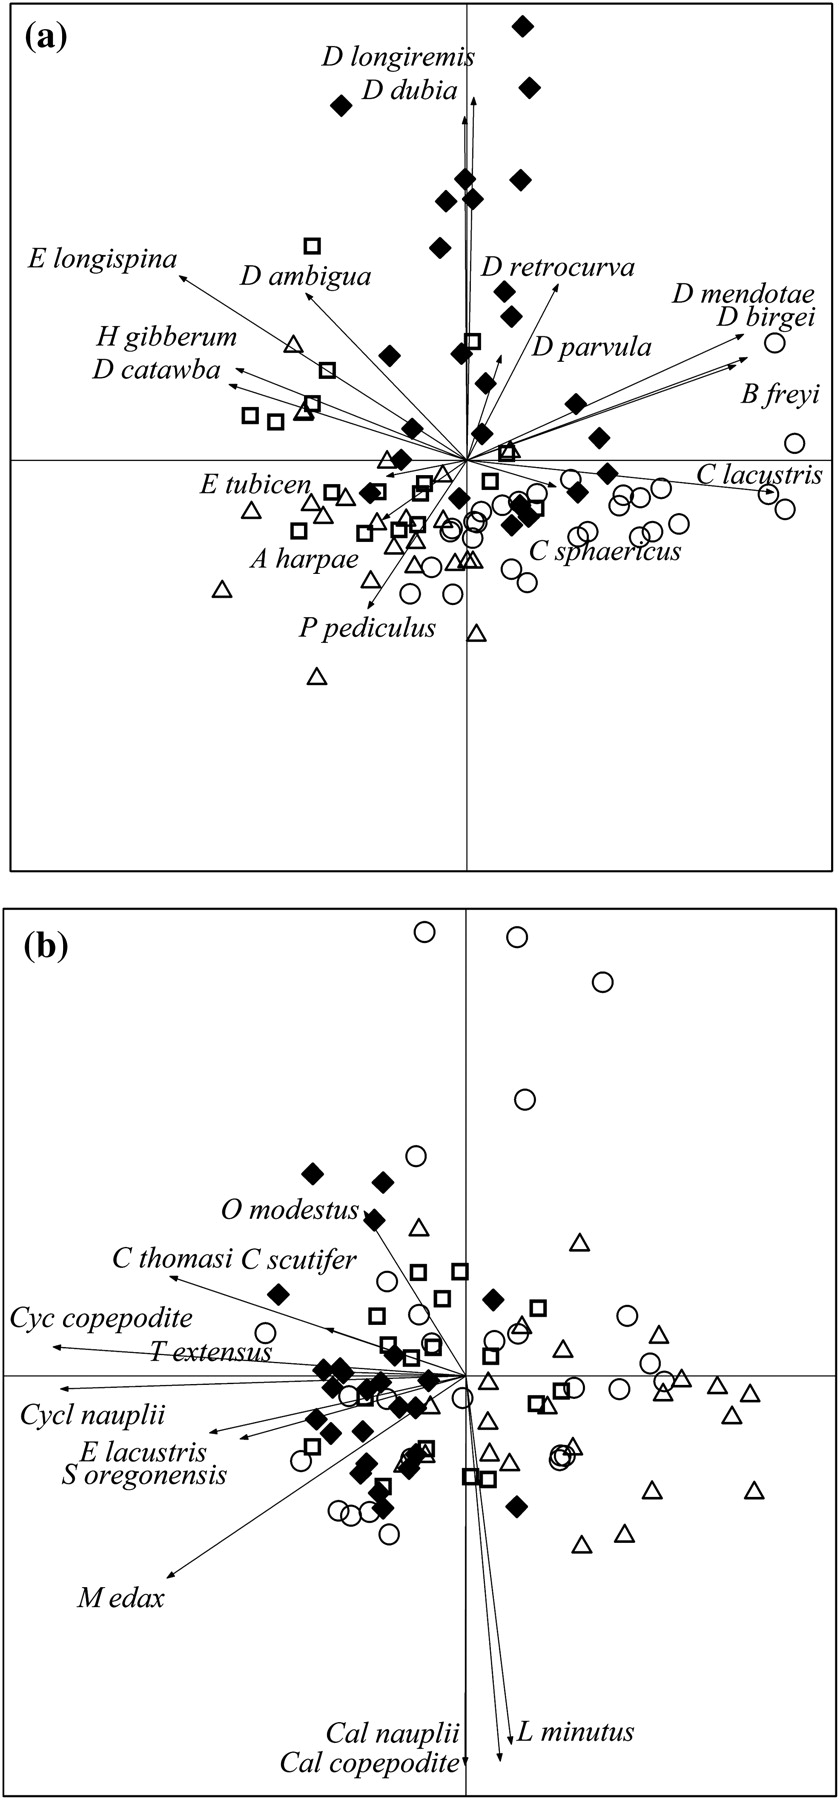 (a)
D longiremis
D dubia
E longispina
D ambigua
D retrocurva
D mendotae
D birgei
H gibberum
D catawba
D parvula
B freyi
E tubicen
C lacustris
A harpae
C sphaericus
P pediculus
(b)
O modestus
C thomasi C scutifer
Cyc copepodite
T extensus
Cycl nauplii
E lacustris
S oregonensis
M edax
Cal nauplii
L minutus
Cal copepodite